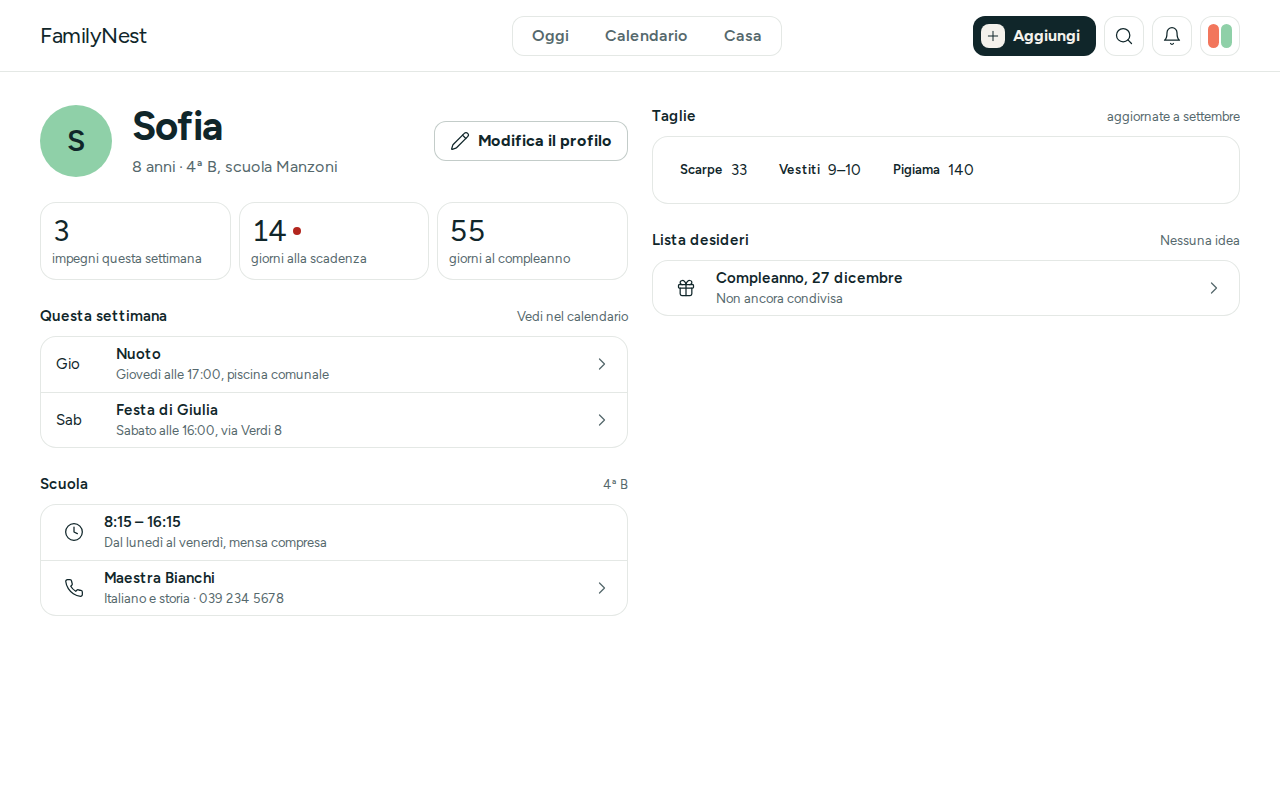 FamilyNest
Oggi Calendario Casa
Aggiungi
S
Sofia
8 anni · 4ª B, scuola Manzoni
Modifica il profilo
3
impegni questa settimana
14
giorni alla scadenza
55
giorni al compleanno
Questa settimana
Vedi nel calendario
Gio
Nuoto
Giovedì alle 17:00, piscina comunale
Sab
Festa di Giulia
Sabato alle 16:00, via Verdi 8
Scuola
4ª B
8:15 – 16:15
Dal lunedì al venerdì, mensa compresa
Maestra Bianchi
Italiano e storia · 039 234 5678
Taglie
aggiornate a settembre
Scarpe 33 Vestiti 9–10 Pigiama 140
Lista desideri
Nessuna idea
Compleanno, 27 dicembre
Non ancora condivisa